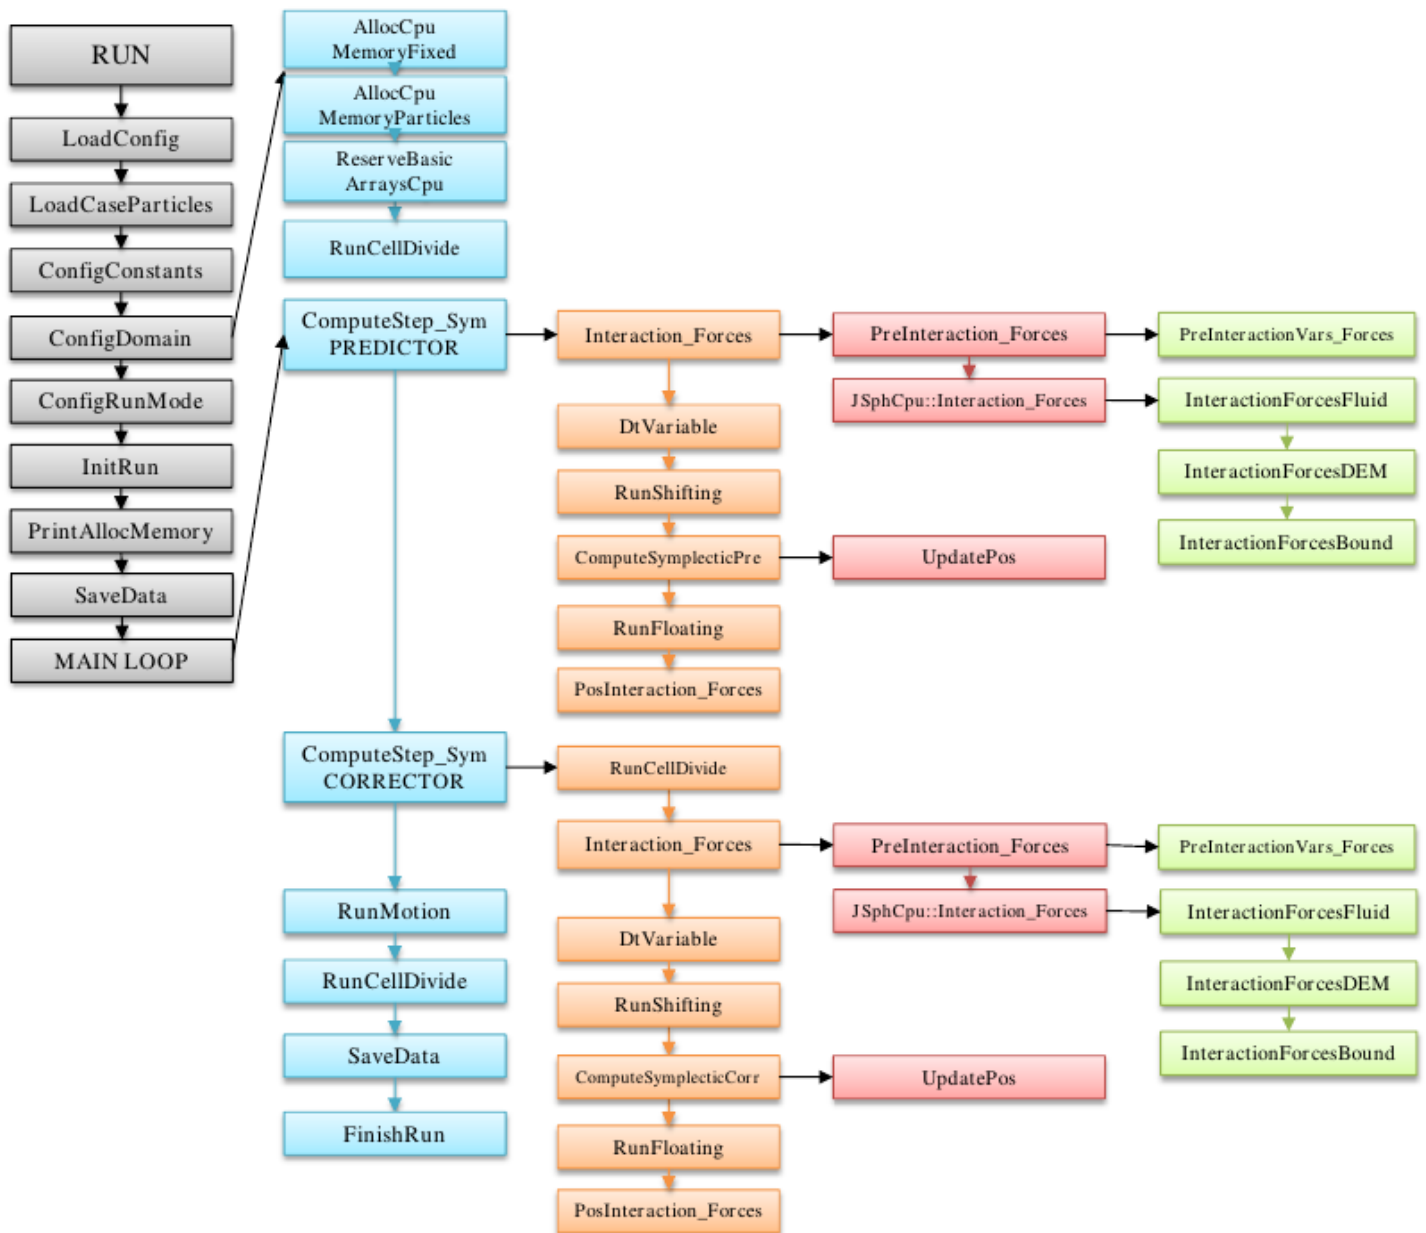 RUN
LoadConfig
LoadCaseParticles
ConfigConstants
ConfigDomain
ConfigRunMode
InitRun
PrintAllocMemory
SaveData
MAIN LOOP
AllocCpu
MemoryFixed
AllocCpu
MemoryParticles
ReserveBasic
ArraysCpu
RunCellDivide
ComputeStep_Sym
PREDICTOR
ComputeStep_Sym
CORRECTOR
RunMotion
RunCellDivide
SaveData
FinishRun
Interaction_Forces
DtVariable
RunShifting
ComputeSymplecticPre
RunFloating
PosInteraction_Forces
PreInteraction_Forces
JSphCpu::Interaction_Forces
UpdatePos
PreInteractionVars_Forces
InteractionForcesFluid
InteractionForcesDEM
InteractionForcesBound
RunCellDivide
Interaction_Forces
DtVariable
RunShifting
ComputeSymplecticCorr
RunFloating
PosInteraction_Forces
PreInteraction_Forces
JSphCpu::Interaction_Forces
UpdatePos
PreInteractionVars_Forces
InteractionForcesFluid
InteractionForcesDEM
InteractionForcesBound